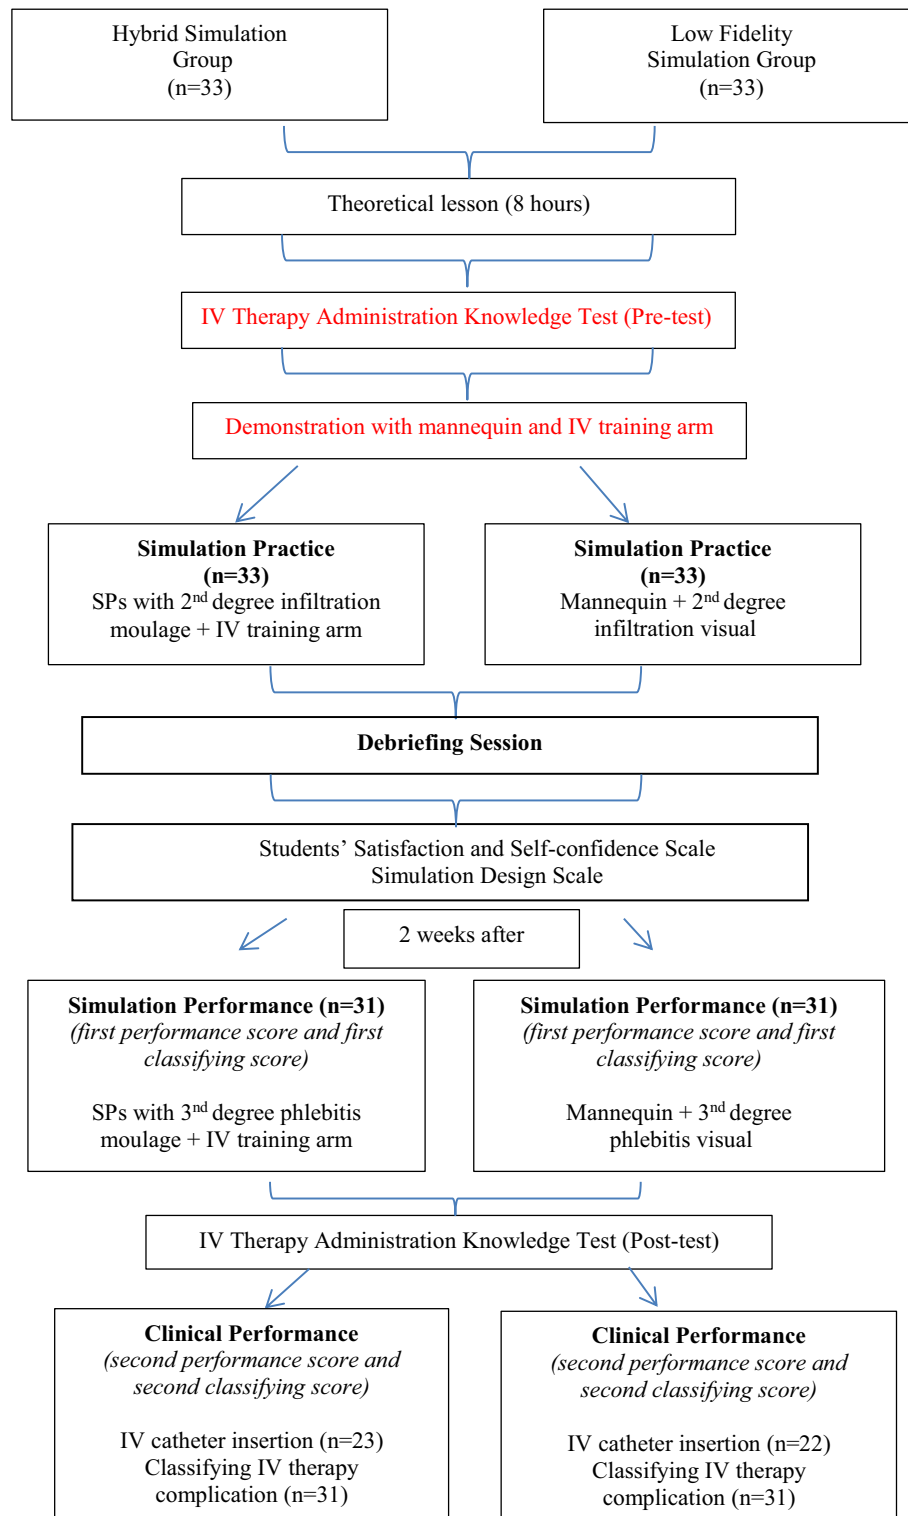 Hybrid Simulation
Group
(n=33)
Low Fidelity
Simulation Group
(n=33)
Theoretical lesson (8 hours)
IV Therapy Administration Knowledge Test (Pre-test)
Demonstration with mannequin and IV training arm
Simulation Practice
(n=33)
SPs with 2nd degree infiltration
moulage + IV training arm
Simulation Practice
(n=33)
Mannequin + 2nd degree
infiltration visual
Debriefing Session
Students’ Satisfaction and Self-confidence Scale
Simulation Design Scale
2 weeks after
Simulation Performance (n=31)
(first performance score and first
classifying score)
SPs with 3nd degree phlebitis
moulage + IV training arm
Simulation Performance (n=31)
(first performance score and first
classifying score)
Mannequin + 3nd degree
phlebitis visual
IV Therapy Administration Knowledge Test (Post-test)
Clinical Performance
(second performance score and
second classifying score)
IV catheter insertion (n=23)
Classifying IV therapy
complication (n=31)
Clinical Performance
(second performance score and
second classifying score)
IV catheter insertion (n=22)
Classifying IV therapy
complication (n=31)